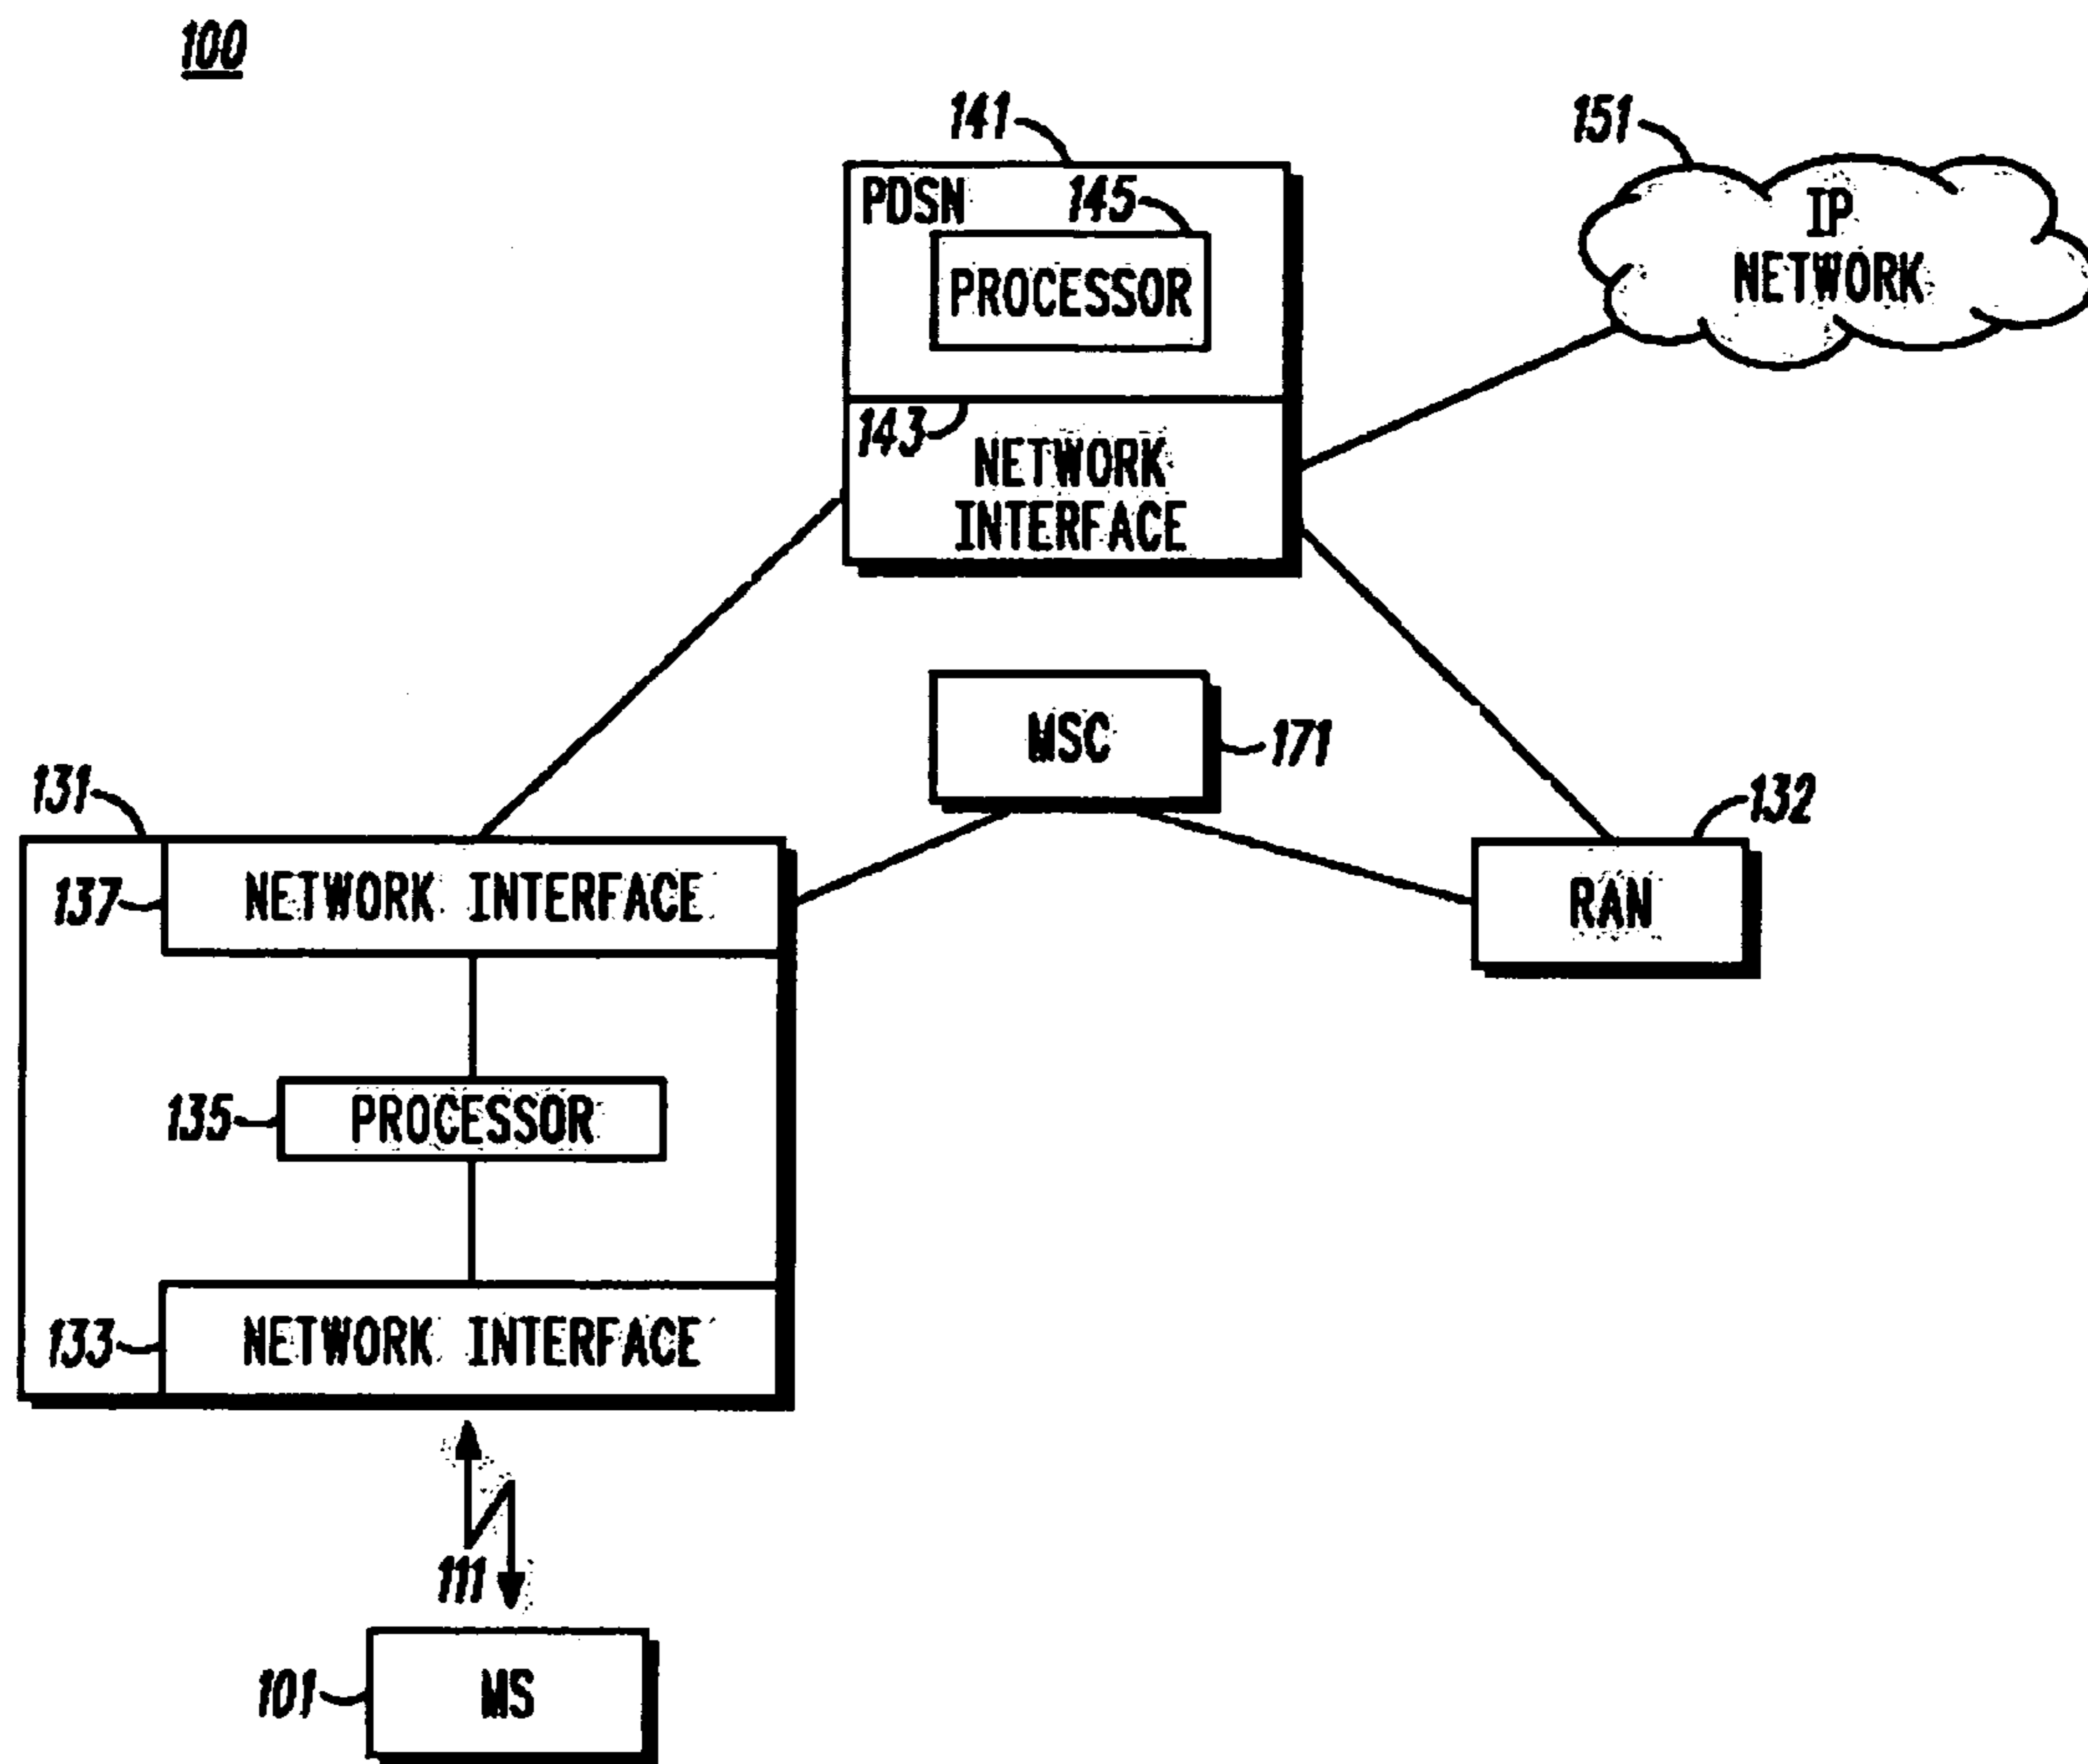 100
141
151
PDSN
145
PROCESSOR
IP
NETWORK
143
NETWORK
INTERFACE
MSC
171
131
132
137
NETWORK INTERFACE
RAN
135
PROCESSOR
133
NETWORK INTERFACE
111
101
MS